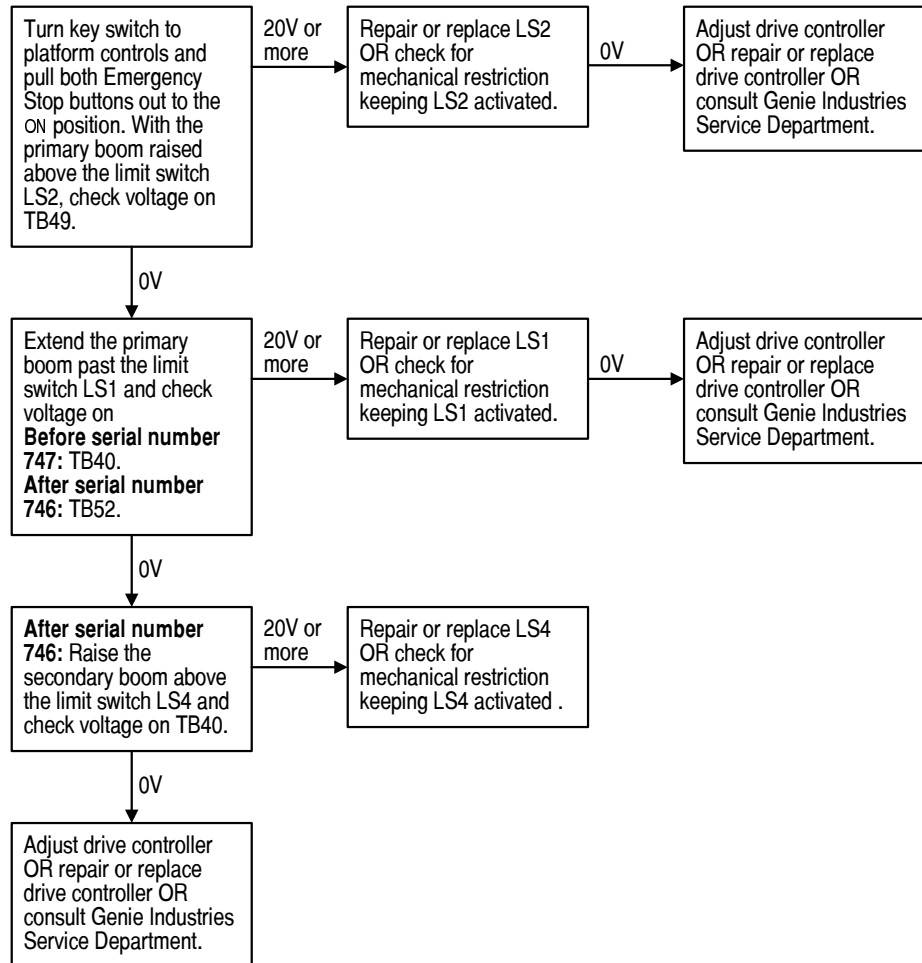 Turn key switch to
platform controls and
pull both Emergency
Stop buttons out to the
ON position. With the
primary boom raised
above the limit switch
LS2, check voltage on
TB49.
20V or
more
Repair or replace LS2
OR check for
mechanical restriction
keeping LS2 activated.
0V
Adjust drive controller
OR repair or replace
drive controller OR
consult Genie Industries
Service Department.
0V
Extend the primary
boom past the limit
switch LS1 and check
voltage on
Before serial number
747: TB40.
After serial number
746: TB52.
20V or
more
Repair or replace LS1
OR check for
mechanical restriction
keeping LS1 activated.
0V
Adjust drive controller
OR repair or replace
drive controller OR
consult Genie Industries
Service Department.
0V
After serial number
746: Raise the
secondary boom above
the limit switch LS4 and
check voltage on TB40.
20V or
more
Repair or replace LS4
OR check for
mechanical restriction
keeping LS4 activated .
0V
Adjust drive controller
OR repair or replace
drive controller OR
consult Genie Industries
Service Department.